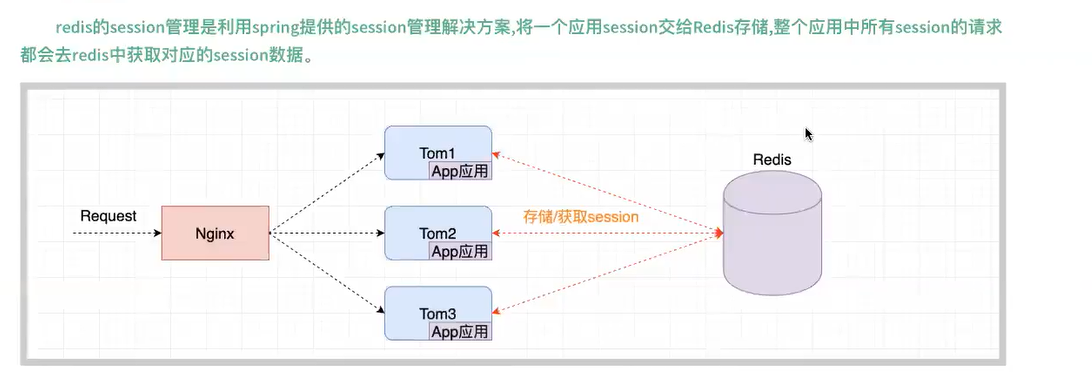 redis的session管理是利用spring提供的session管理解决方案,将一个应用session交给Redis存储,整个应用中所有session的请求
都会去redis中获取对应的session数据。
Redis
Tom1
App应用
Request
Nginx
Tom2
App应用
存储/获取session
Tom3
App应用